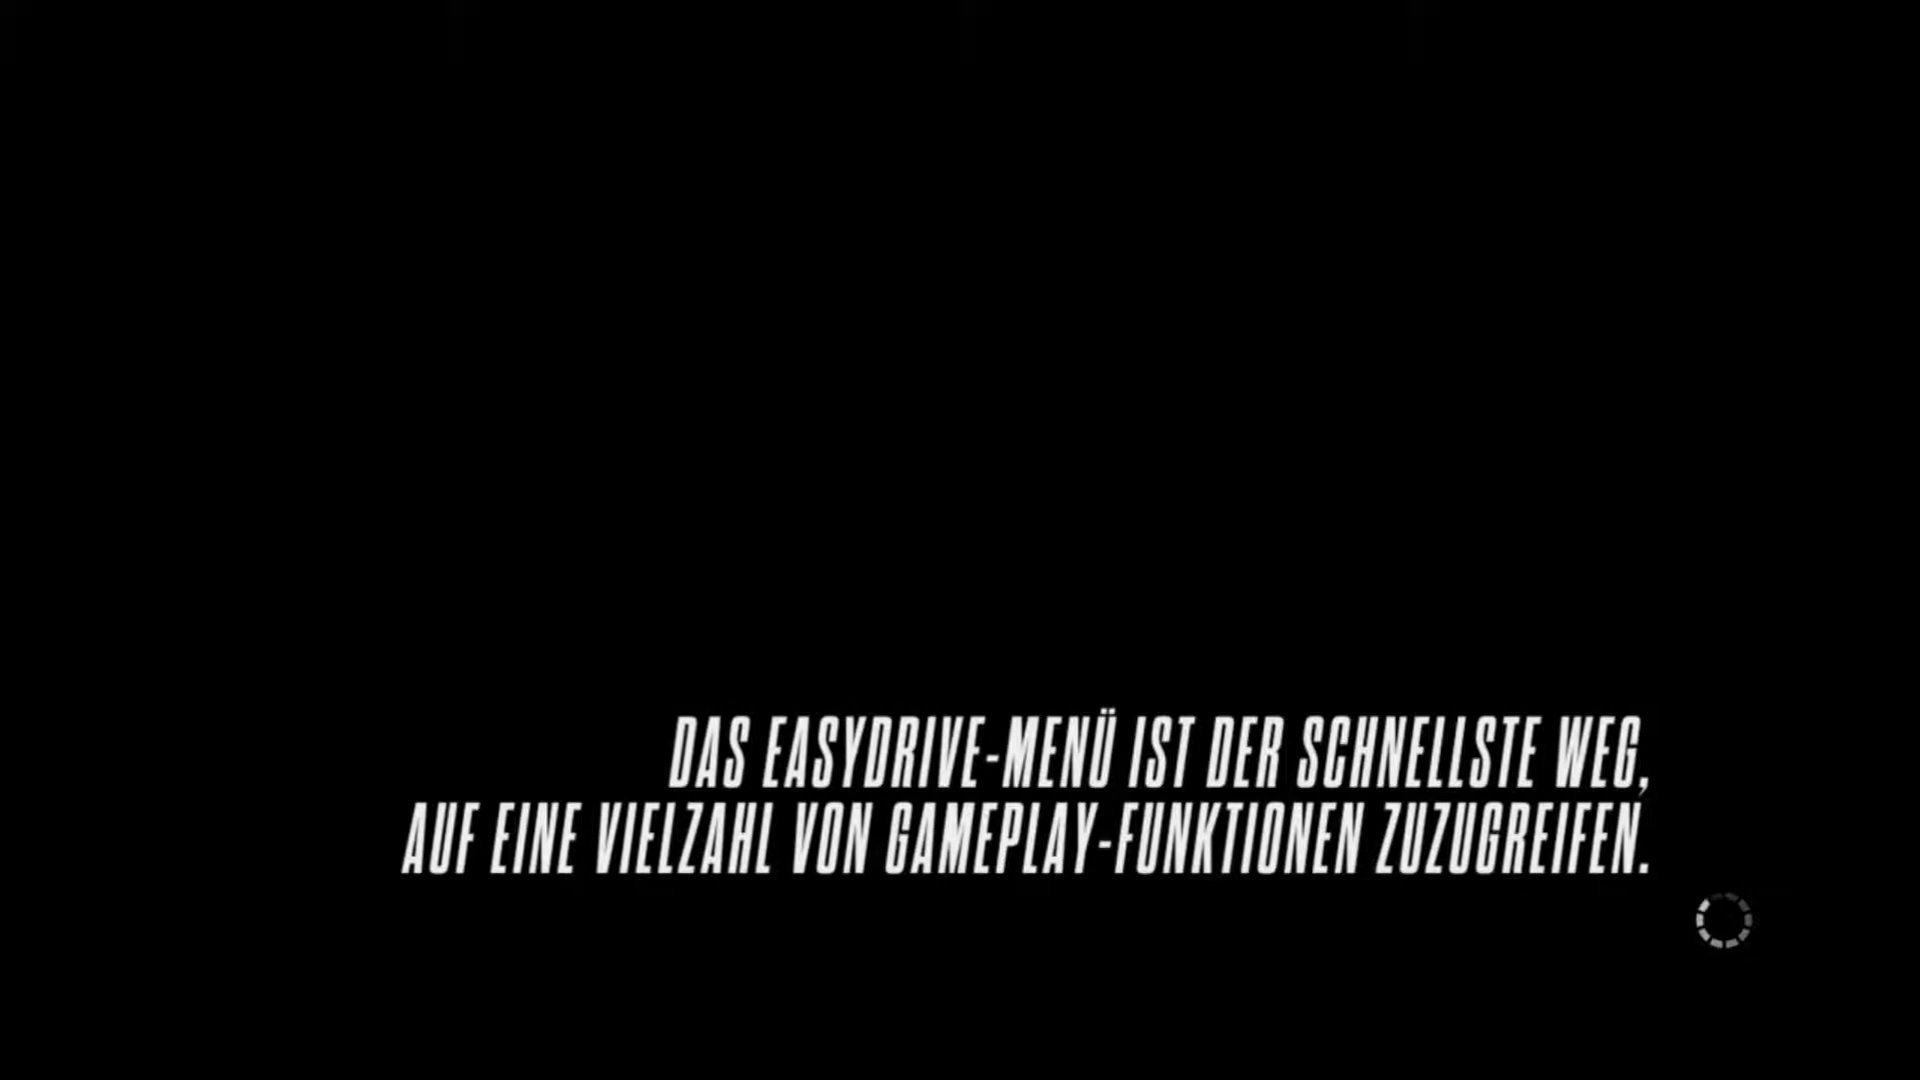 DAS EASYDRIVE-MENÜ IST DER SCHNELLSTE WEG,
AUF EINE VIELZAHL VON GAMEPLAY-FUNKTIONEN ZUZUGREIFEN.